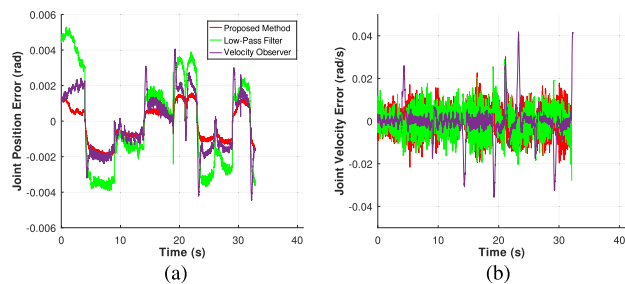 0.006
0.004
0.002
0
-0.002
-0.004
-0.006
Joint Position Error (rad)
Proposed Method
Low-Pass Filter
Velocity Observer
0 10 20 30 40
Time (s)
(a)
0.04
0.02
0
-0.02
-0.04
Joint Velocity Error (rad/s)
0 10 20 30 40
Time (s)
(b)